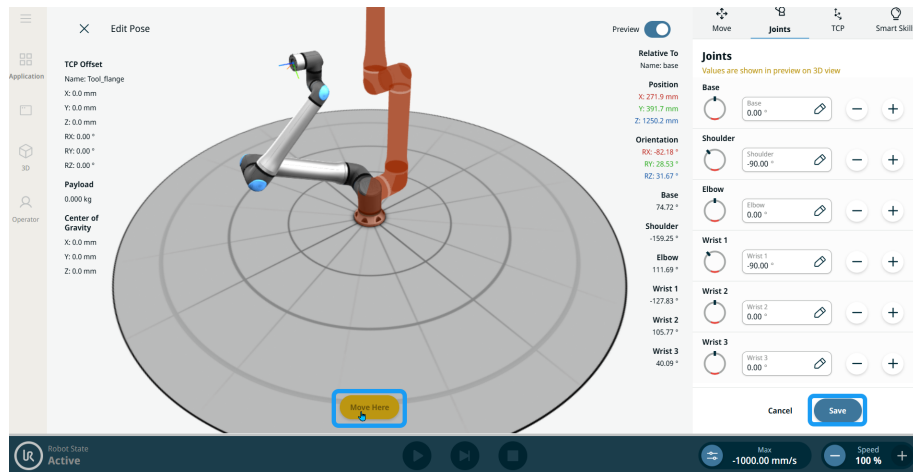 Edit Pose
Preview
Move
Joints
TCP
Smart Skill
Application
3D
Operator
TCP Offset
Name: Tool_flange
X: 0.0 mm
Y: 0.0 mm
Z: 0.0 mm
RX: 0.00 °
RY: 0.00 °
RZ: 0.00 °
Payload
0.000 kg
Center of
Gravity
X: 0.0 mm
Y: 0.0 mm
Z: 0.0 mm
Relative To
Name: base
Position
X: 271.9 mm
Y: 391.7 mm
Z: 1250.2 mm
Orientation
RX: -82.18 °
RY: 28.53 °
RZ: 31.67 °
Base
74.72 °
Shoulder
-159.25 °
Elbow
111.69 °
Wrist 1
-127.83 °
Wrist 2
105.77 °
Wrist 3
40.09 °
Move Here
Joints
Values are shown in preview on 3D view
Base
Base
0.00 °
Shoulder
Shoulder
-90.00 °
Elbow
Elbow
0.00 °
Wrist 1
Wrist 1
-90.00 °
Wrist 2
Wrist 2
0.00 °
Wrist 3
Wrist 3
0.00 °
Cancel
Save
UR
Robot State
Active
Max
-1000.00 mm/s
Speed
100 %